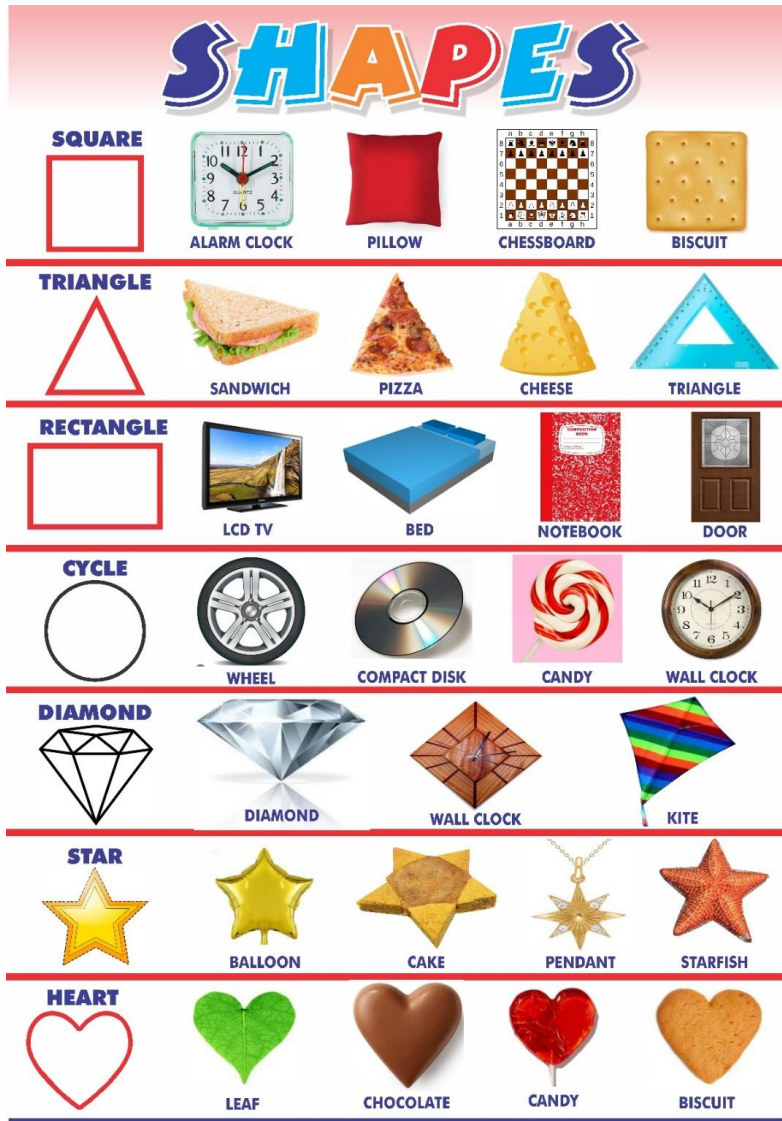 SHAPES
SQUARE
ALARM CLOCK
PILLOW
CHESSBOARD
BISCUIT
TRIANGLE
SANDWICH
PIZZA
CHEESE
TRIANGLE
RECTANGLE
LCD TV
BED
COMPOSITION
BOOK
NOTEBOOK
DOOR
CYCLE
WHEEL
COMPACT DISK
CANDY
WALL CLOCK
DIAMOND
DIAMOND
WALL CLOCK
KITE
STAR
BALLOON
CAKE
PENDANT
STARFISH
HEART
LEAF
CHOCOLATE
CANDY
BISCUIT